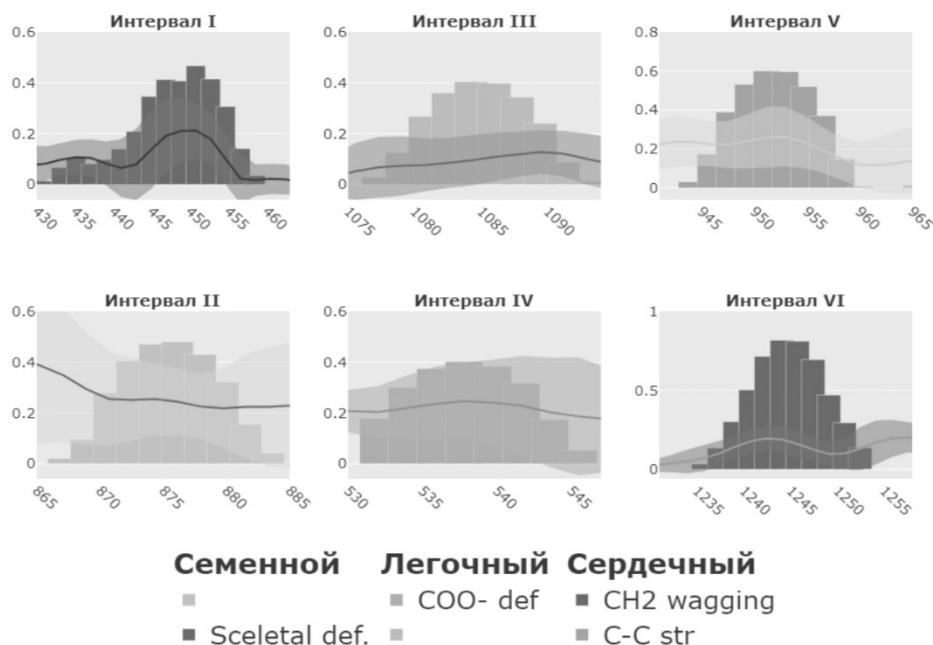 Интервал I
0.6
0.4
0.2
0
430 435 440 445 450 455 460
Интервал III
0.6
0.4
0.2
0
1075 1080 1085 1090
Интервал V
0.8
0.6
0.4
0.2
0
945 950 955 960 965
Интервал II
0.6
0.4
0.2
0
865 870 875 880 885
Интервал IV
0.6
0.4
0.2
0
530 535 540 545
Интервал VI
1
0.5
0
1235 1240 1245 1250 1255
Семенной Легочный Сердечный
COO- def CH2 wagging
Sceletal def. C-C str